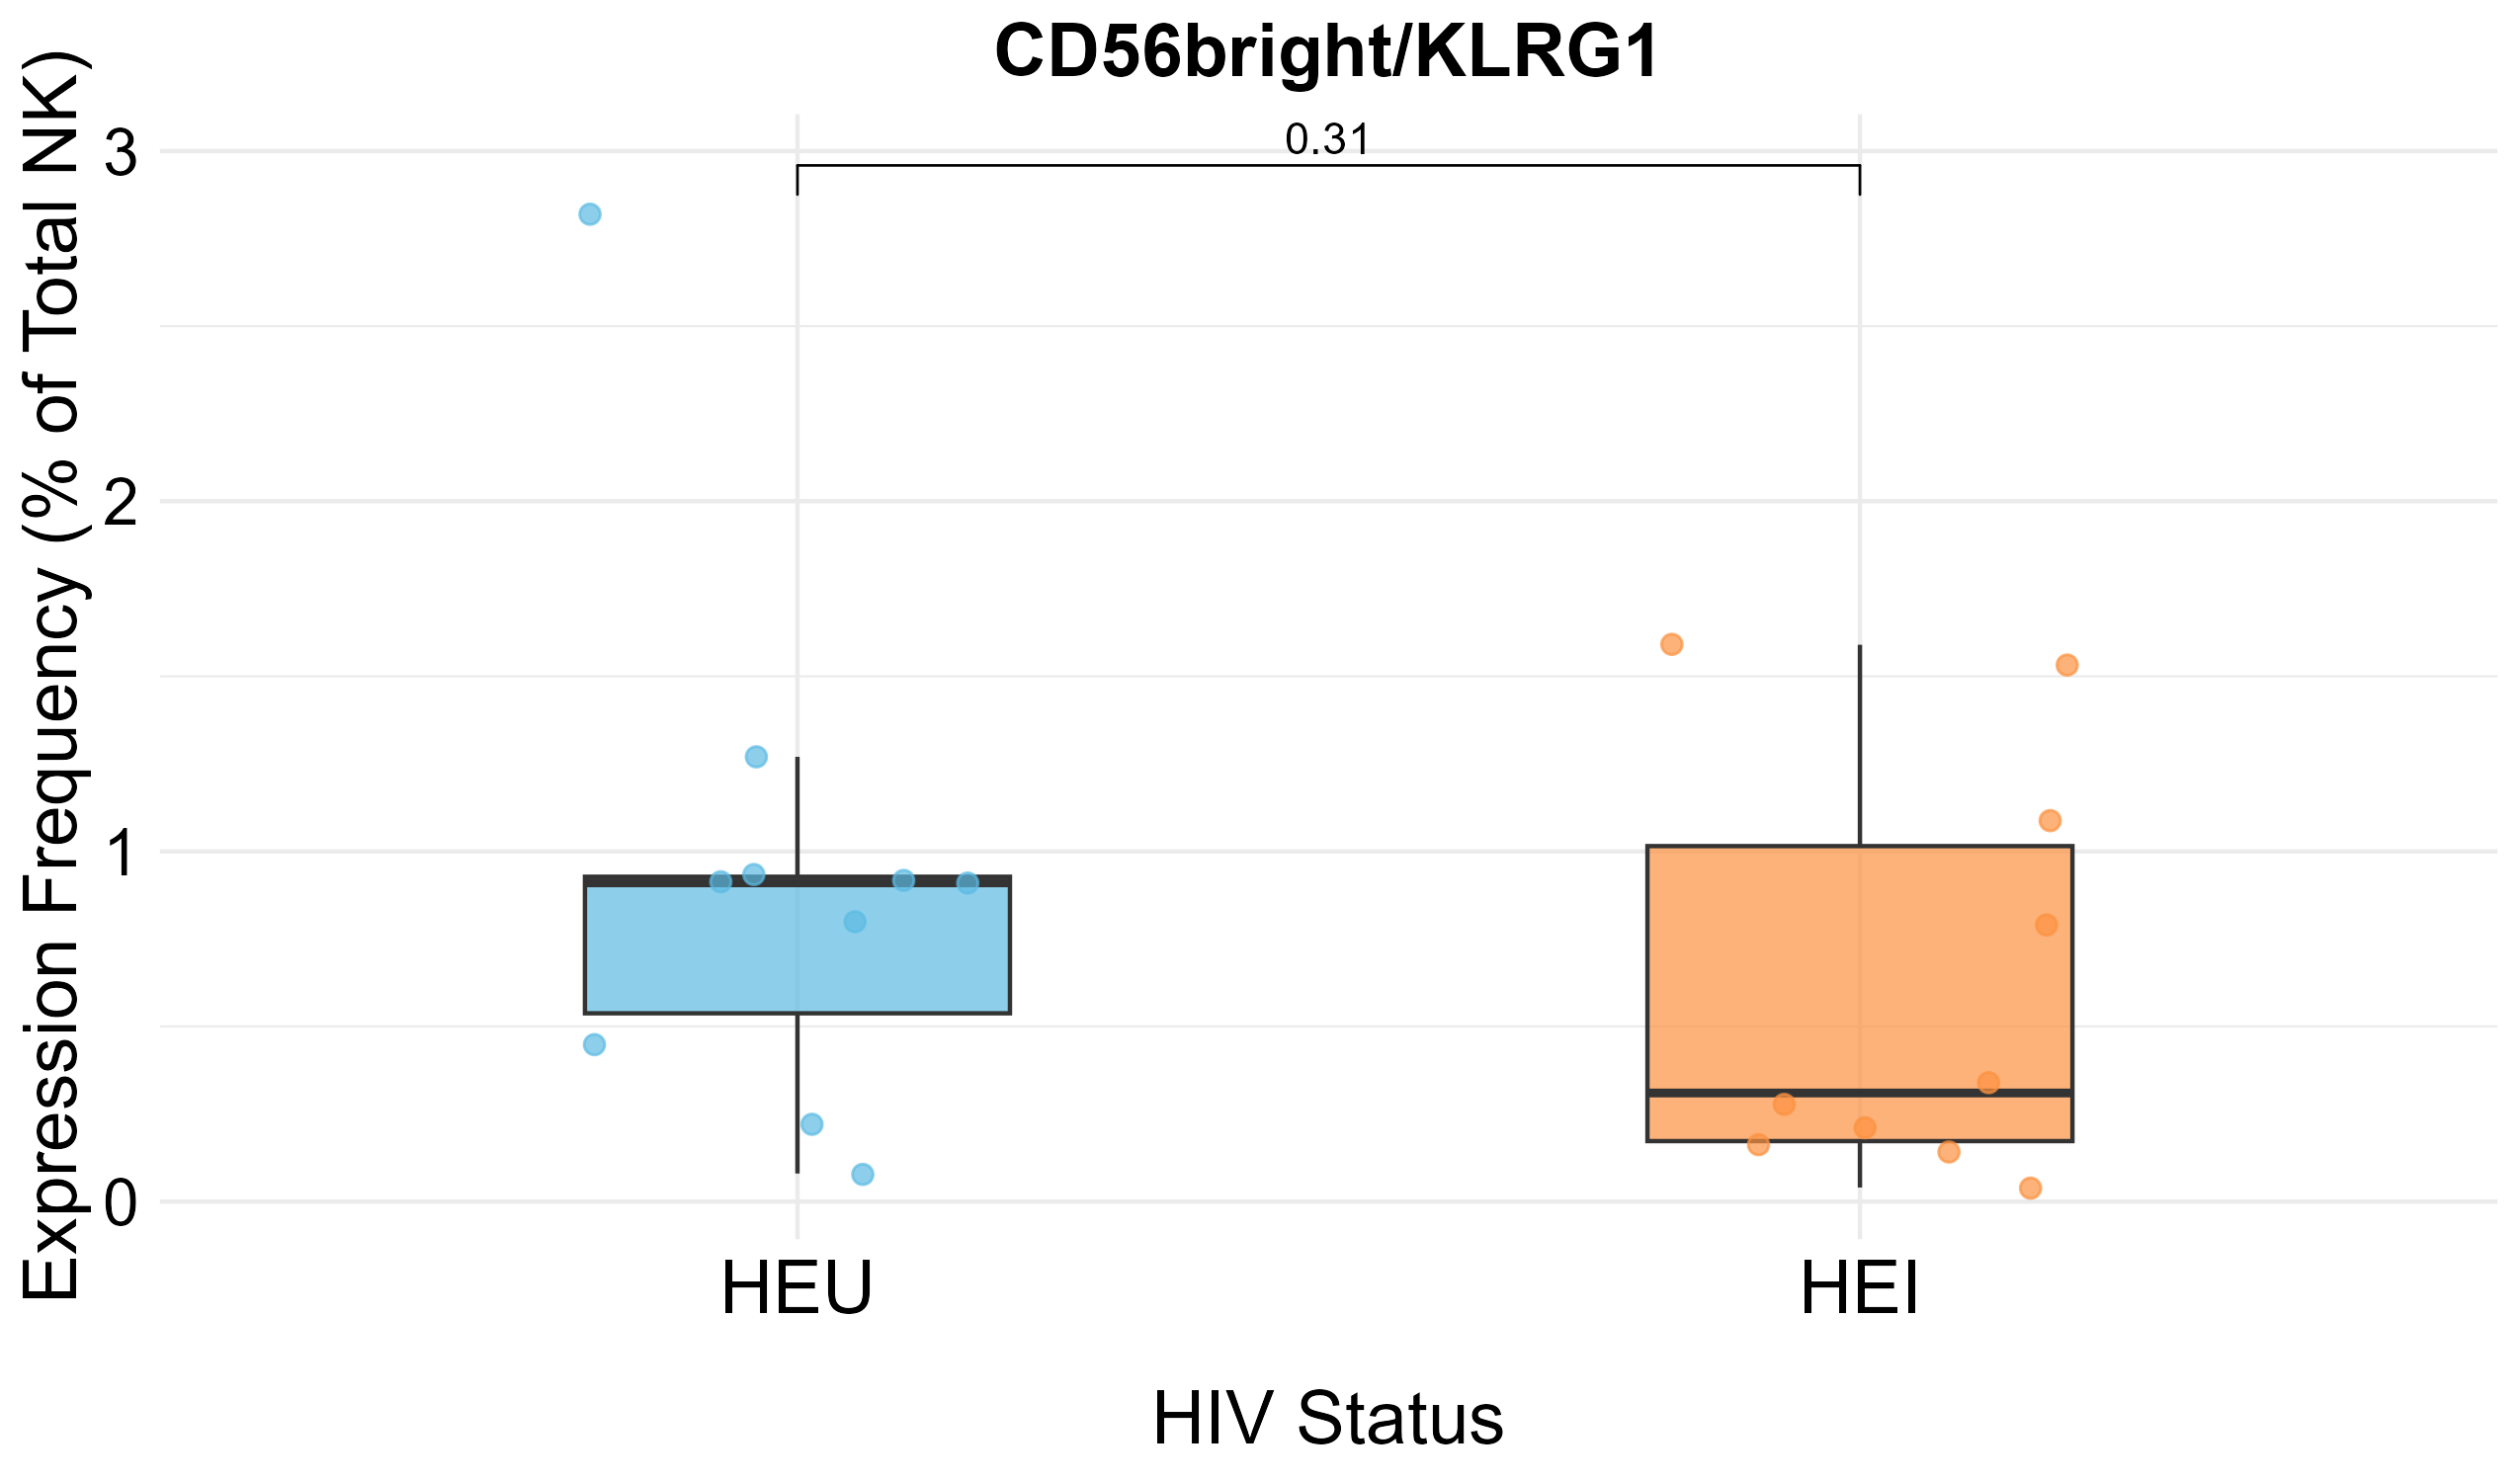 CD56bright/KLRG1
Expression Frequency (% of Total NK)
3
2
1
0
0.31
HEU
HEI
HIV Status